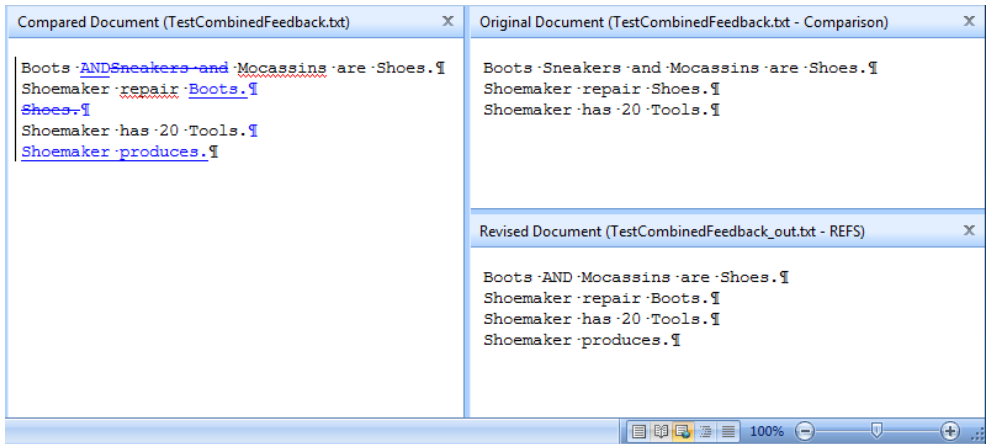 Compared Document (TestCombinedFeedback.txt) x
Boots·ANDSneakers·and·Mocassins·are·Shoes.¶
Shoemaker·repair·Boots.¶
Shoes.¶
Shoemaker·has·20·Tools.¶
Shoemaker·produces.¶
Original Document (TestCombinedFeedback.txt - Comparison) x
Boots·Sneakers·and·Mocassins·are·Shoes.¶
Shoemaker·repair·Shoes.¶
Shoemaker·has·20·Tools.¶
Revised Document (TestCombinedFeedback_out.txt - REFS) x
Boots·AND·Mocassins·are·Shoes.¶
Shoemaker·repair·Boots.¶
Shoemaker·has·20·Tools.¶
Shoemaker·produces.¶
100%